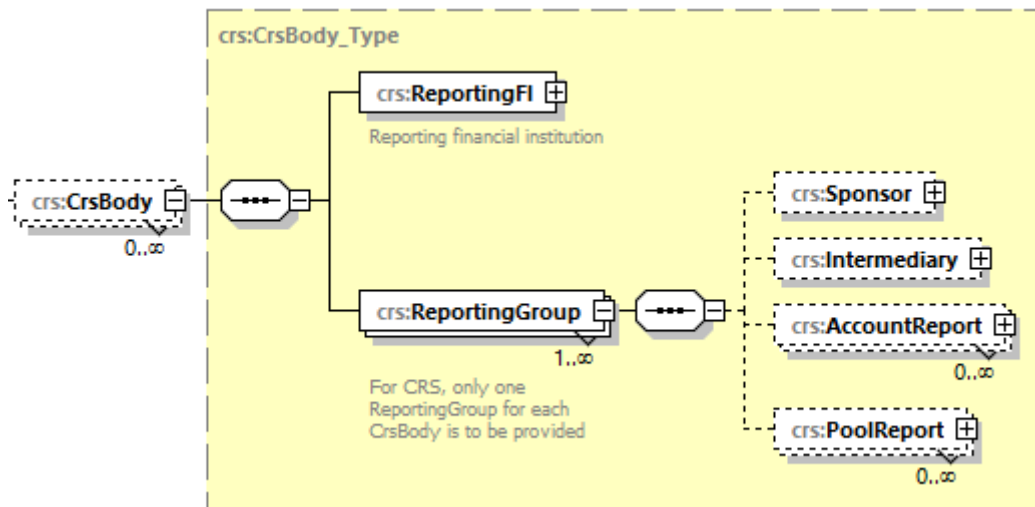 crs:CrsBody_Type
crs:ReportingFI
Reporting financial institution
crs:CrsBody
0..∞
crs:ReportingGroup
1..∞
For CRS, only one
ReportingGroup for each
CrsBody is to be provided
crs:Sponsor
crs:Intermediary
crs:AccountReport
0..∞
crs:PoolReport
0..∞